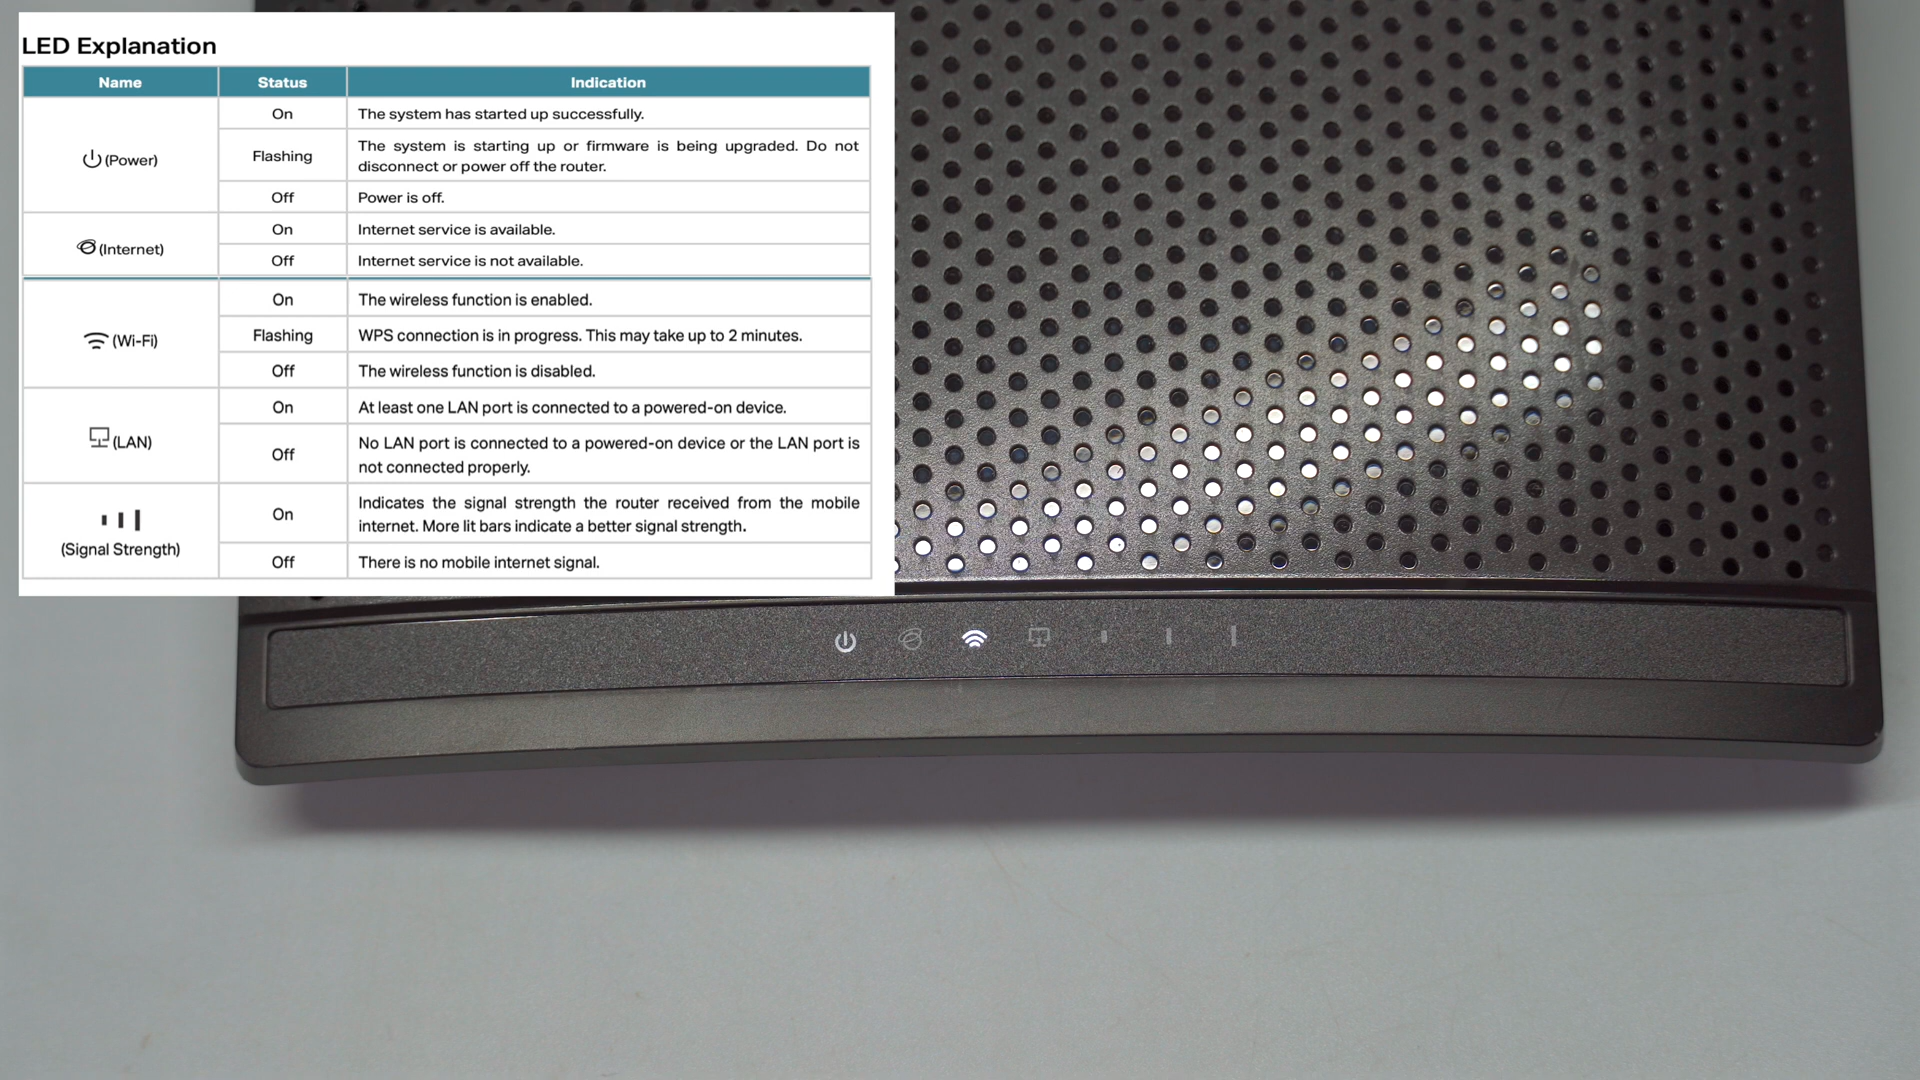 LED Explanation
Name Status Indication
(Power)
On The system has started up successfully.
Flashing The system is starting up or firmware is being upgraded. Do not
disconnect or power off the router.
Off Power is off.
(Internet)
On Internet service is available.
Off Internet service is not available.
(Wi-Fi)
On The wireless function is enabled.
Flashing WPS connection is in progress. This may take up to 2 minutes.
Off The wireless function is disabled.
(LAN)
On At least one LAN port is connected to a powered-on device.
Off No LAN port is connected to a powered-on device or the LAN port is
not connected properly.
(Signal Strength)
On Indicates the signal strength the router received from the mobile
internet. More lit bars indicate a better signal strength.
Off There is no mobile internet signal.